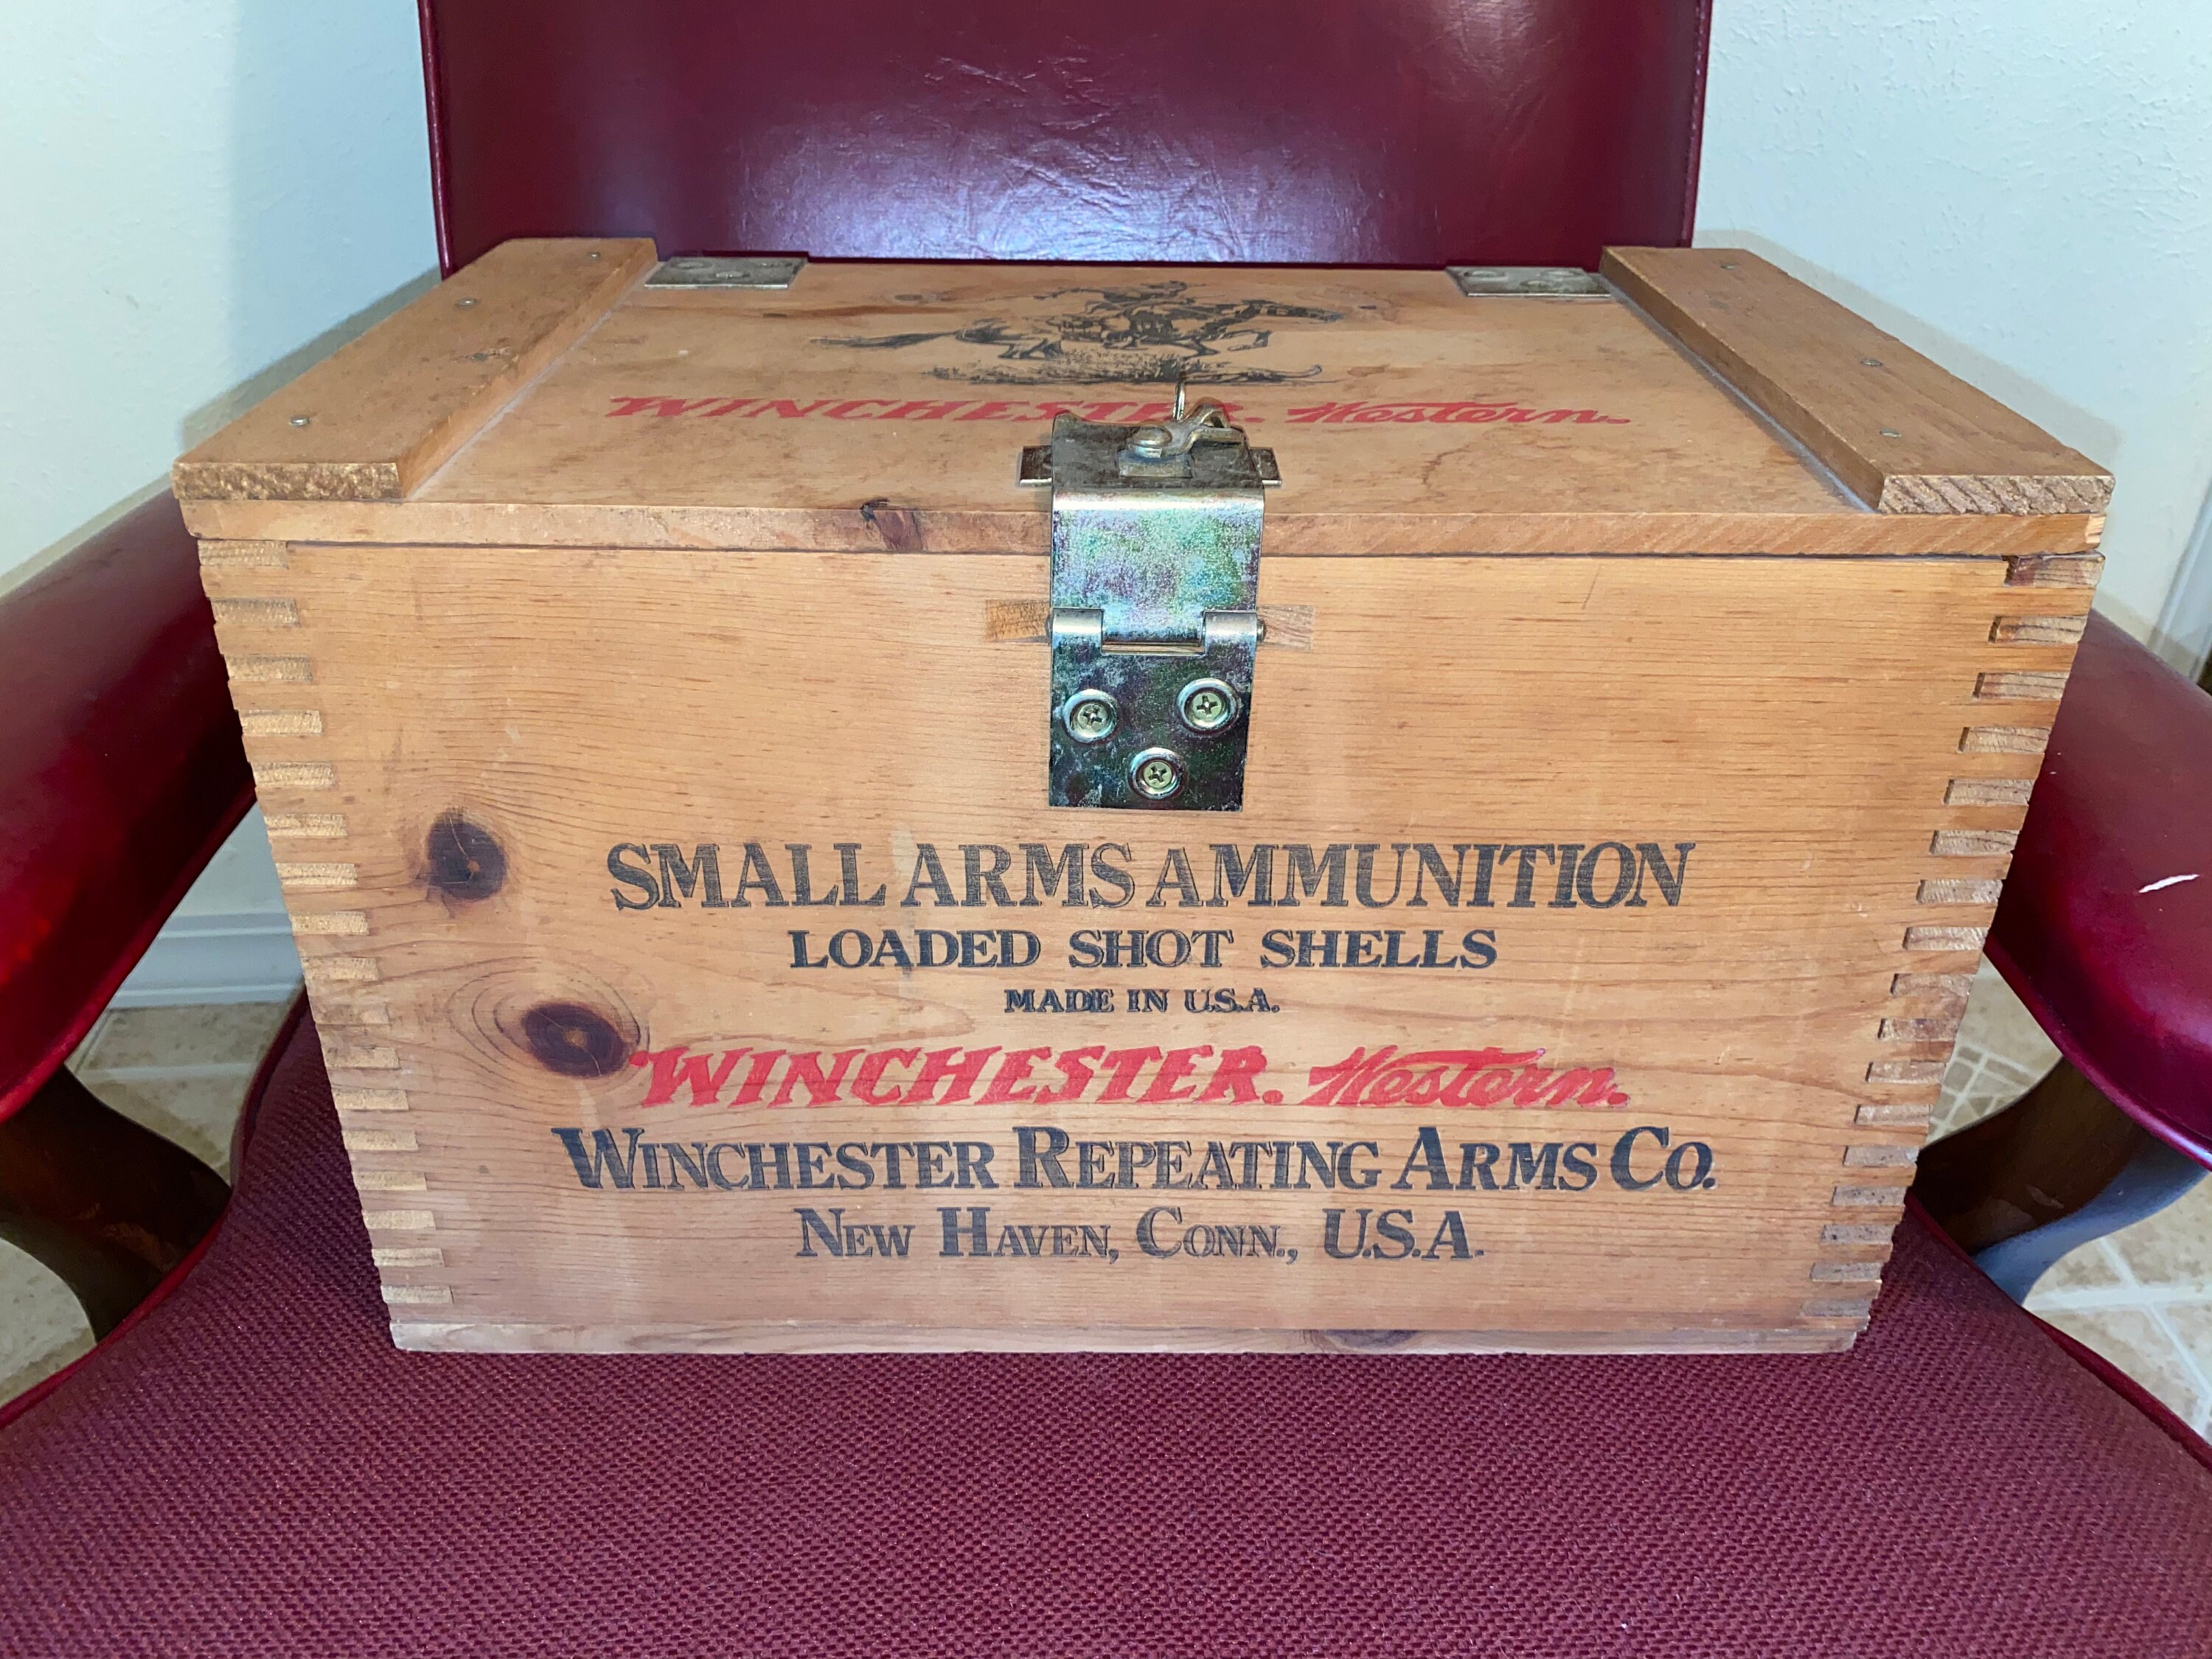 WINCHESTER. Western.
SMALL ARMS AMMUNITION
LOADED SHOT SHELLS
MADE IN U.S.A.
WINCHESTER. Western.
WINCHESTER REPEATING ARMS CO.
NEW HAVEN, CONN., U.S.A.